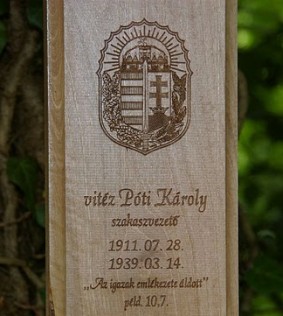 vitéz Póti Károly
szakaszvezető
1911. 07. 28.
1939. 03. 14.
„Az igazak emlékezete áldott”
péld. 10,7.